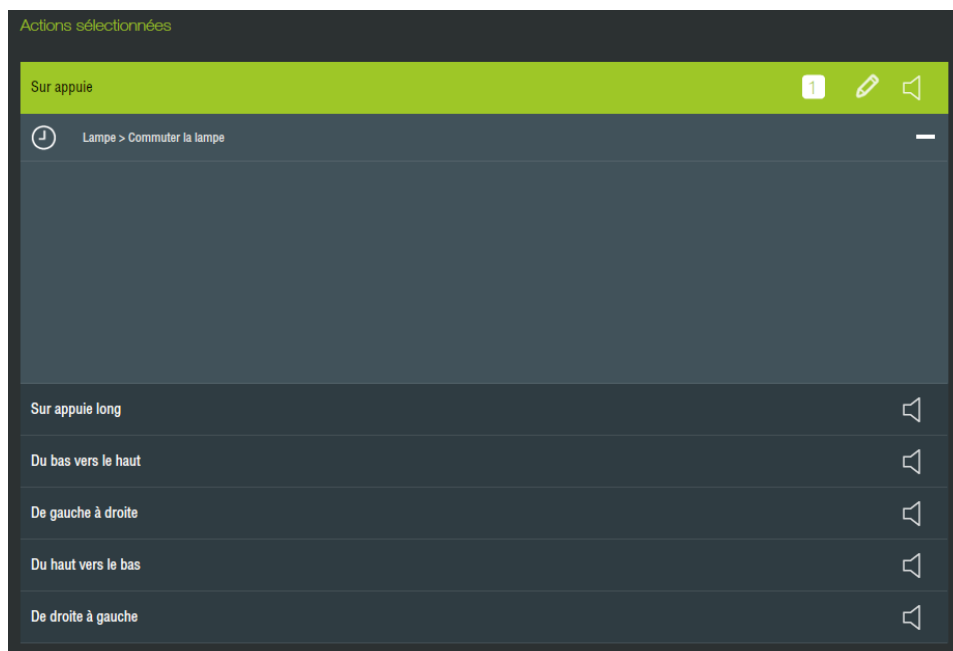 Actions sélectionnées
Sur appuie 1
Lampe > Commuter la lampe
Sur appuie long
Du bas vers le haut
De gauche à droite
Du haut vers le bas
De droite à gauche